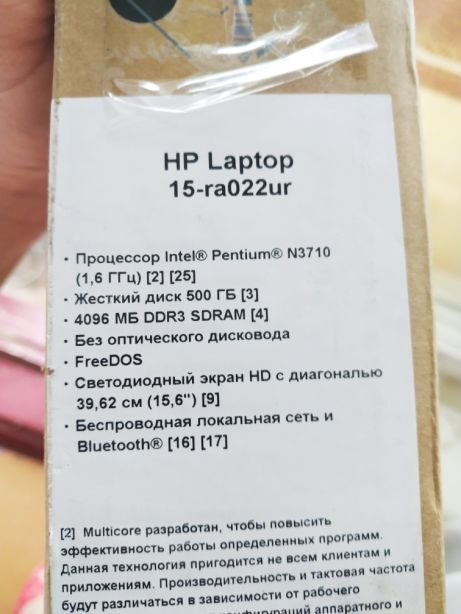 HP Laptop
15-ra022ur
· Процессор Intel® Pentium® N3710
(1,6 ГГц) [2] [25]
· Жесткий диск 500 ГБ [3]
· 4096 МБ DDR3 SDRAM [4]
· Без оптического дисковода
· FreeDOS
· Светодиодный экран HD с диагональю
39,62 см (15,6") [9]
· Беспроводная локальная сеть и
Bluetooth® [16] [17]
[2] Multicore разработан, чтобы повысить
эффективность работы определенных программ.
Данная технология пригодится не всем клиентам и
приложениям. Производительность и тактовая частота
будут различаться в зависимости от рабочего
конфигураций аппаратного и